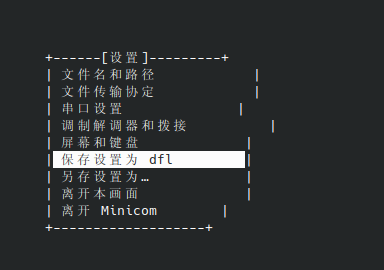 [设置]
文件名和路径
文件传输协定
串口设置
调制解调器和拨接
屏幕和键盘
保存设置为 dfl
另存设置为…
离开本画面
离开 Minicom